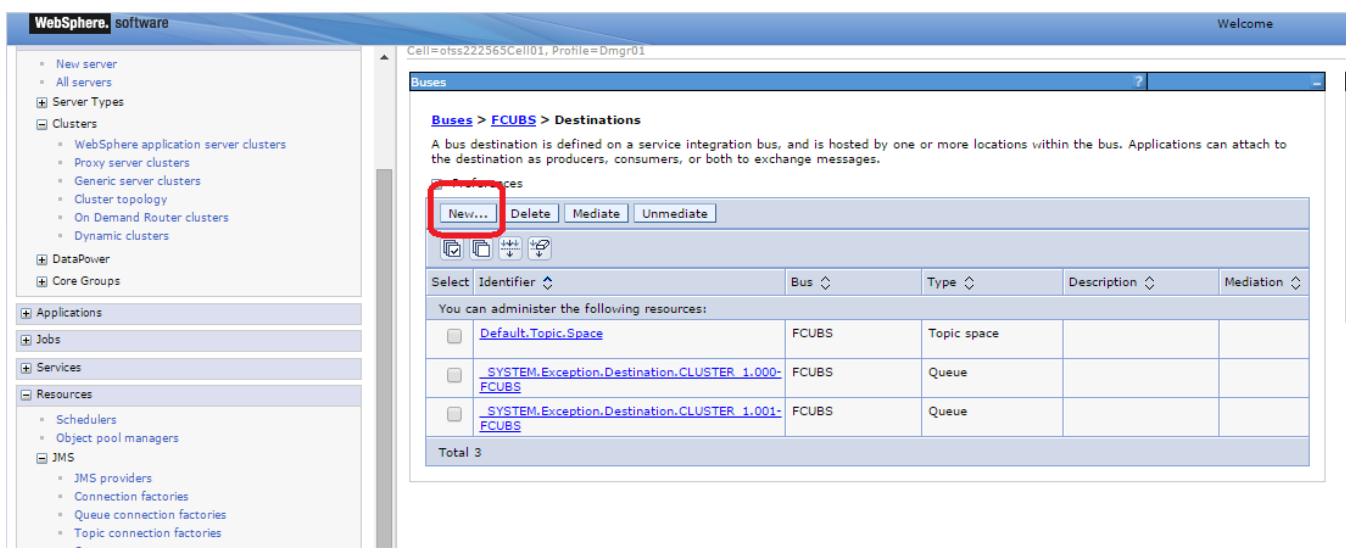 WebSphere. software
Welcome
New server
All servers
Server Types
Clusters
WebSphere application server clusters
Proxy server clusters
Generic server clusters
Cluster topology
On Demand Router clusters
Dynamic clusters
DataPower
Core Groups
Applications
Jobs
Services
Resources
Schedulers
Object pool managers
JMS
JMS providers
Connection factories
Queue connection factories
Topic connection factories
Cell=ofss222565Cell01, Profile=Dmgr01
Buses
?
Buses > FCUBS > Destinations
A bus destination is defined on a service integration bus, and is hosted by one or more locations within the bus. Applications can attach to
the destination as producers, consumers, or both to exchange messages.
Preferences
New... Delete Mediate Unmediate
Select Identifier Bus Type Description Mediation
You can administer the following resources:
Default.Topic.Space FCUBS Topic space
_SYSTEM.Exception.Destination.CLUSTER_1.000- FCUBS Queue
FCUBS
_SYSTEM.Exception.Destination.CLUSTER_1.001- FCUBS Queue
FCUBS
Total 3